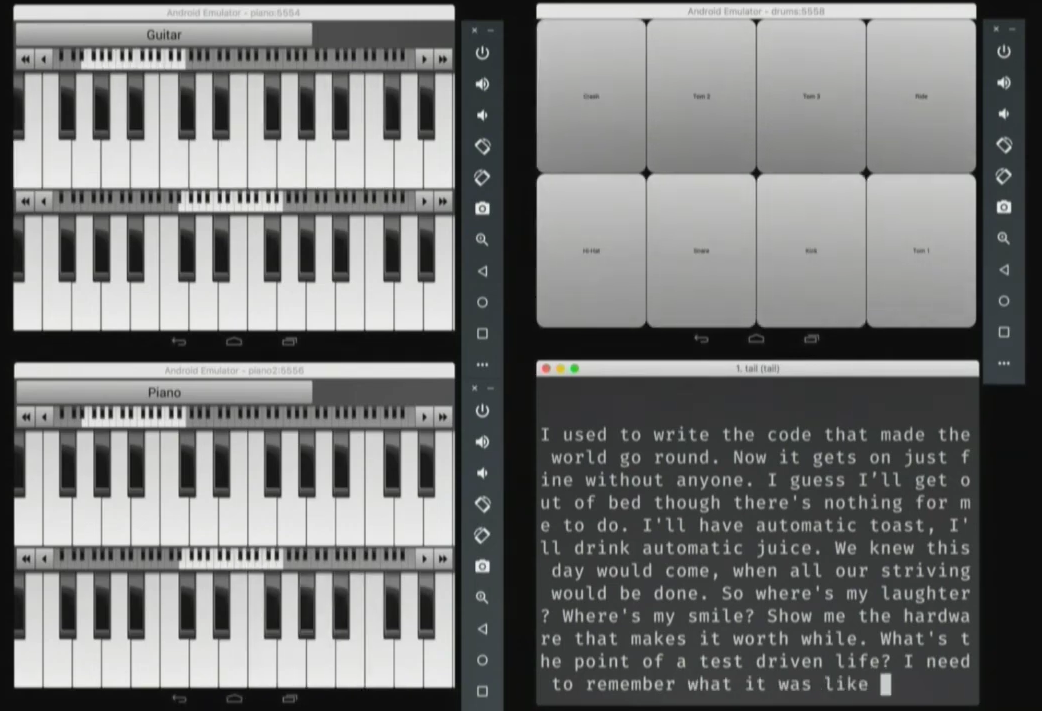 Android Emulator - piano:5554
Guitar
Android Emulator - piano2:5556
Piano
Android Emulator - drums:5558
Crash
Tom 2
Tom 3
Ride
Hi-Hat
Snare
Kick
Tom 1
1. tail (tail)
I used to write the code that made the
world go round. Now it gets on just f
ine without anyone. I guess I'll get o
ut of bed though there's nothing for m
e to do. I'll have automatic toast, I'
ll drink automatic juice. We knew this
day would come, when all our striving
would be done. So where's my laughter
? Where's my smile? Show me the hardwa
re that makes it worth while. What's t
he point of a test driven life? I need
to remember what it was like